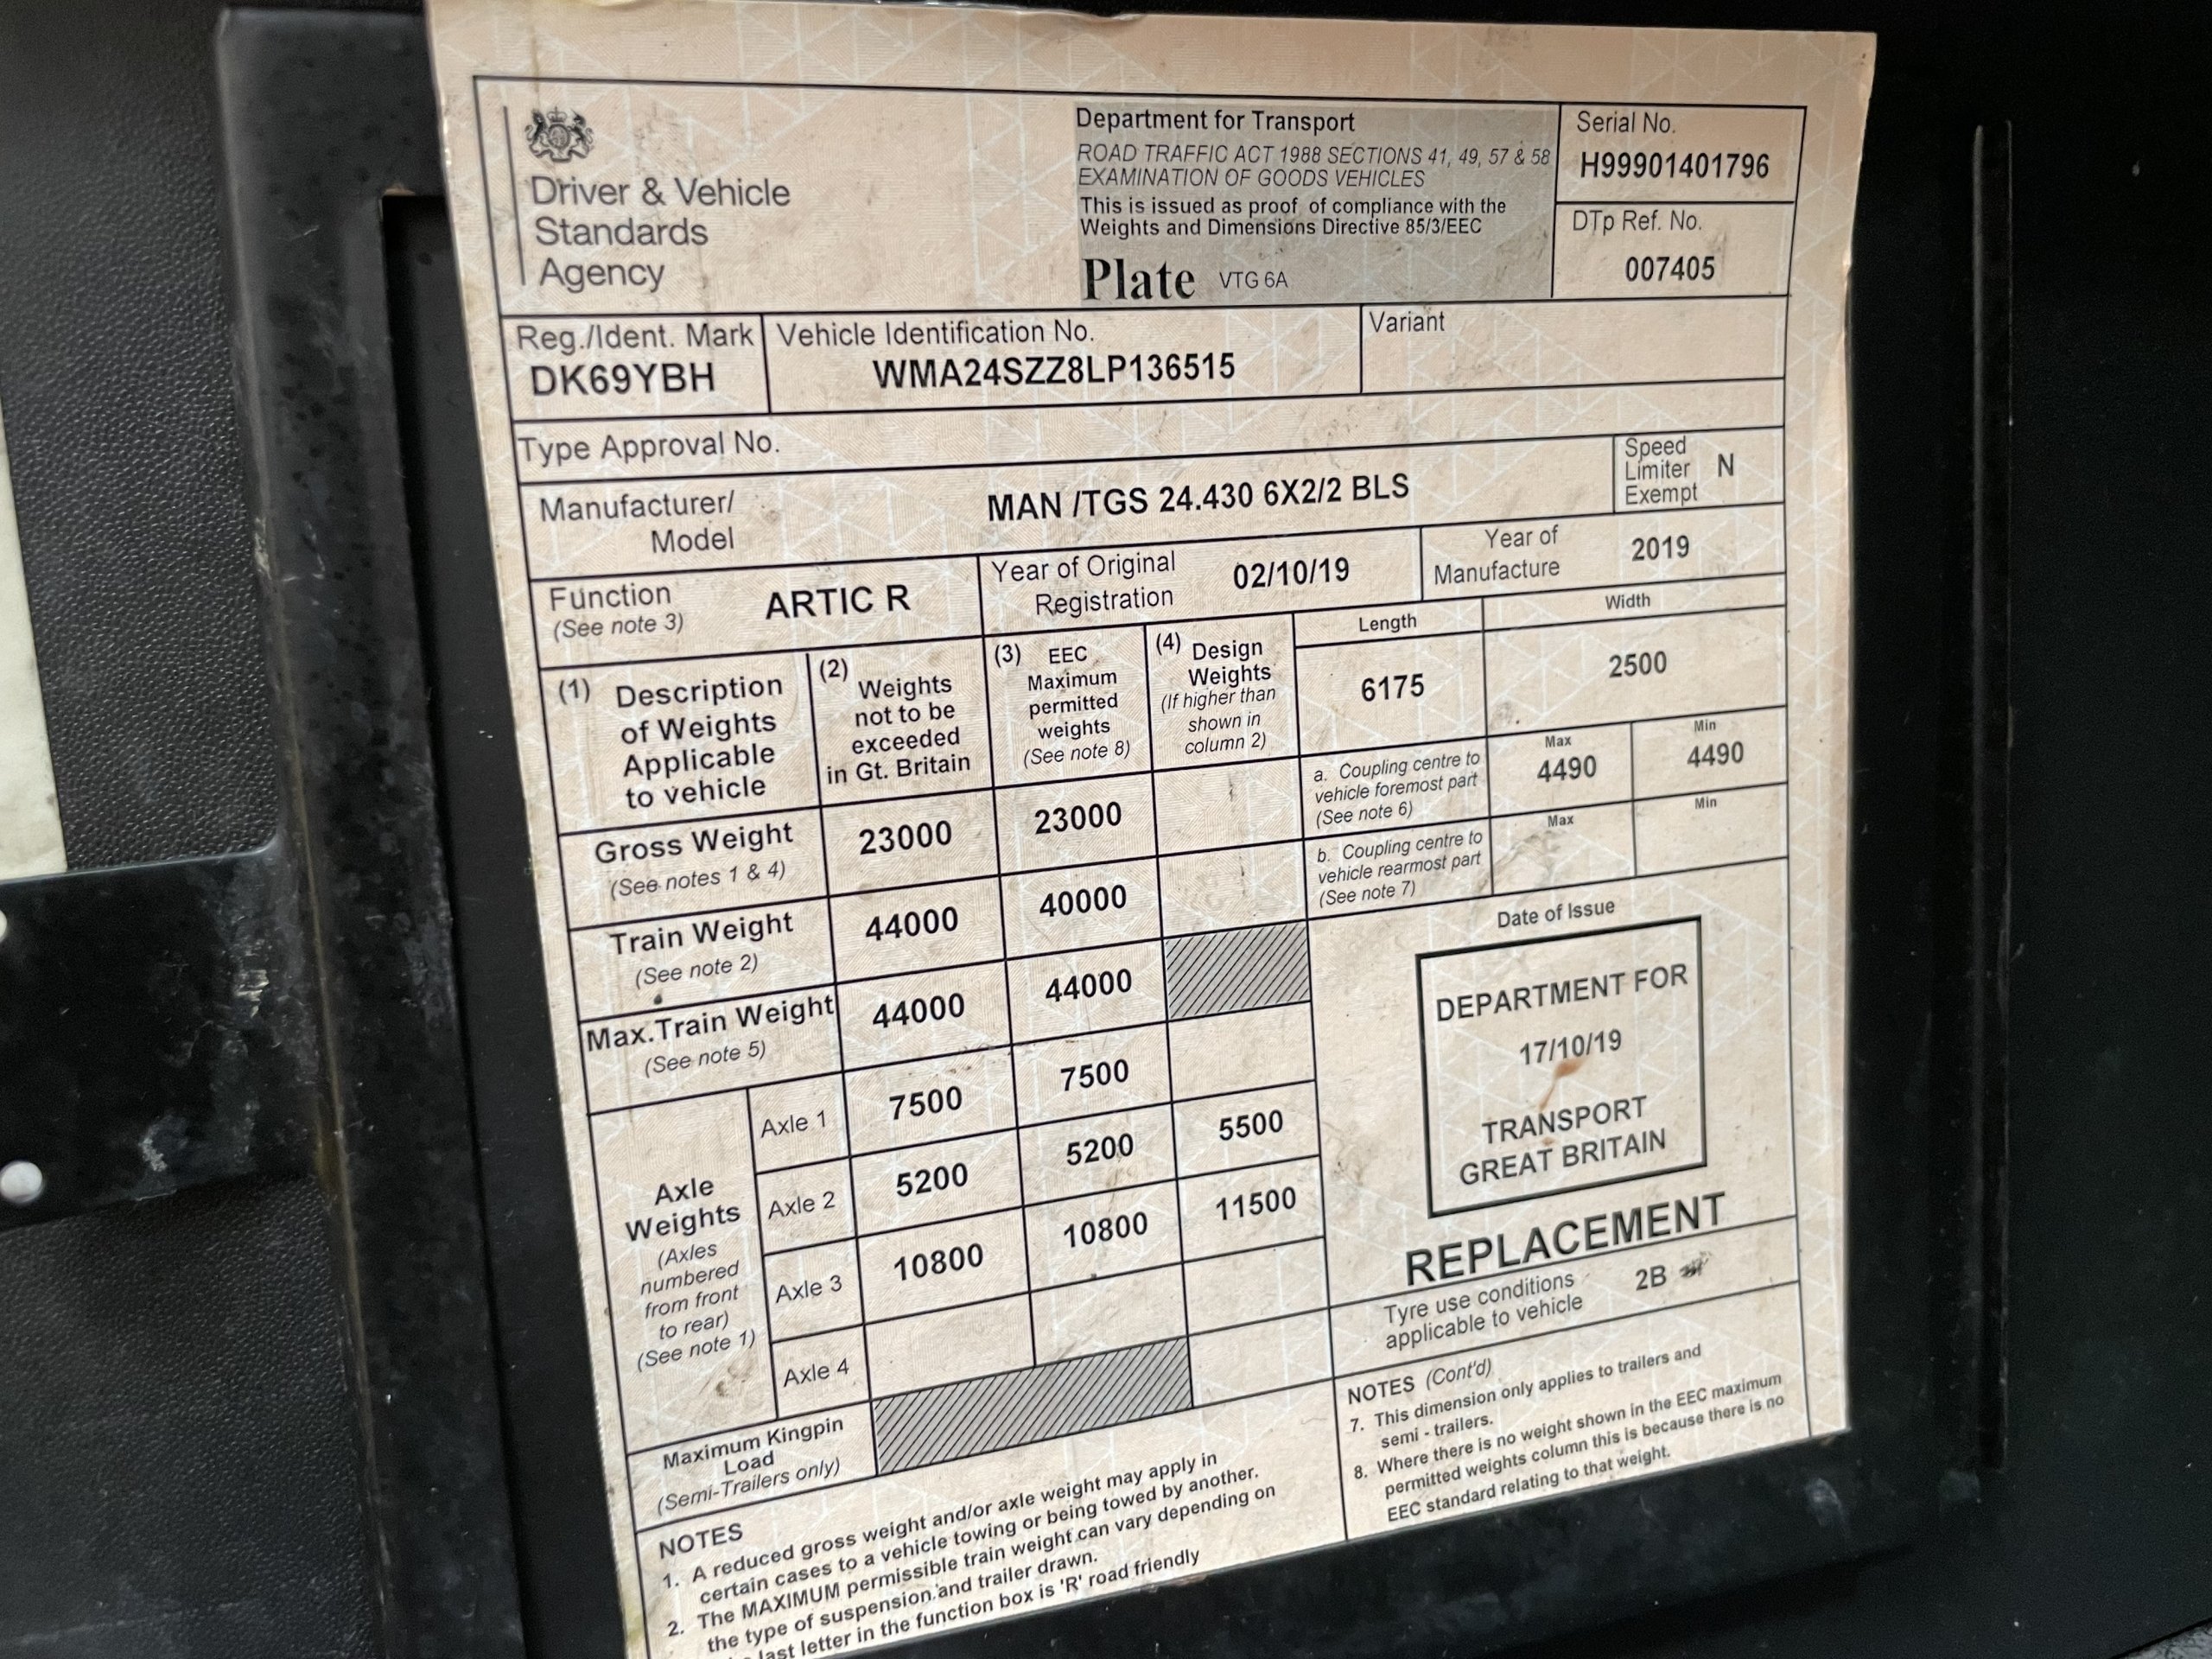 Driver & Vehicle
Standards
Agency
Department for Transport
ROAD TRAFFIC ACT 1988 SECTIONS 41, 49, 57 & 58
EXAMINATION OF GOODS VEHICLES
This is issued as proof of compliance with the
Weights and Dimensions Directive 85/3/EEC
Plate VTG 6A
Serial No.
H99901401796
DTp Ref. No.
007405
Reg./Ident. Mark
DK69YBH
Vehicle Identification No.
WMA24SZZ8LP136515
Variant
Type Approval No.
Manufacturer/
Model
MAN /TGS 24.430 6X2/2 BLS
Speed
Limiter
Exempt
N
Function
(See note 3)
ARTIC R
Year of Original
Registration
02/10/19
Year of
Manufacture
2019
(1) Description
of Weights
Applicable
to vehicle
(2) Weights
not to be
exceeded
in Gt. Britain
(3) EEC
Maximum
permitted
weights
(See note 8)
(4) Design
Weights
(If higher than
shown in
column 2)
Length
6175
Width
2500
a. Coupling centre to
vehicle foremost part
(See note 6)
Max
4490
Min
4490
b. Coupling centre to
vehicle rearmost part
(See note 7)
Max
Min
Gross Weight
(See notes 1 & 4)
23000
23000
Train Weight
(See note 2)
44000
40000
Max. Train Weight
(See note 5)
44000
44000
Axle
Weights
(Axles
numbered
from front
to rear)
(See note 1)
Axle 1
7500
7500
Axle 2
5200
5200
5500
Axle 3
10800
10800
11500
Axle 4
Maximum Kingpin
Load
(Semi-Trailers only)
Date of Issue
DEPARTMENT FOR
17/10/19
TRANSPORT
GREAT BRITAIN
REPLACEMENT
Tyre use conditions
applicable to vehicle
2B
NOTES
1. A reduced gross weight and/or axle weight may apply in
certain cases to a vehicle towing or being towed by another.
2. The MAXIMUM permissible train weight can vary depending on
the type of suspension and trailer drawn.
last letter in the function box is 'R' road friendly
NOTES (Cont'd)
7. This dimension only applies to trailers and
semi - trailers.
8. Where there is no weight shown in the EEC maximum
permitted weights column this is because there is no
EEC standard relating to that weight.